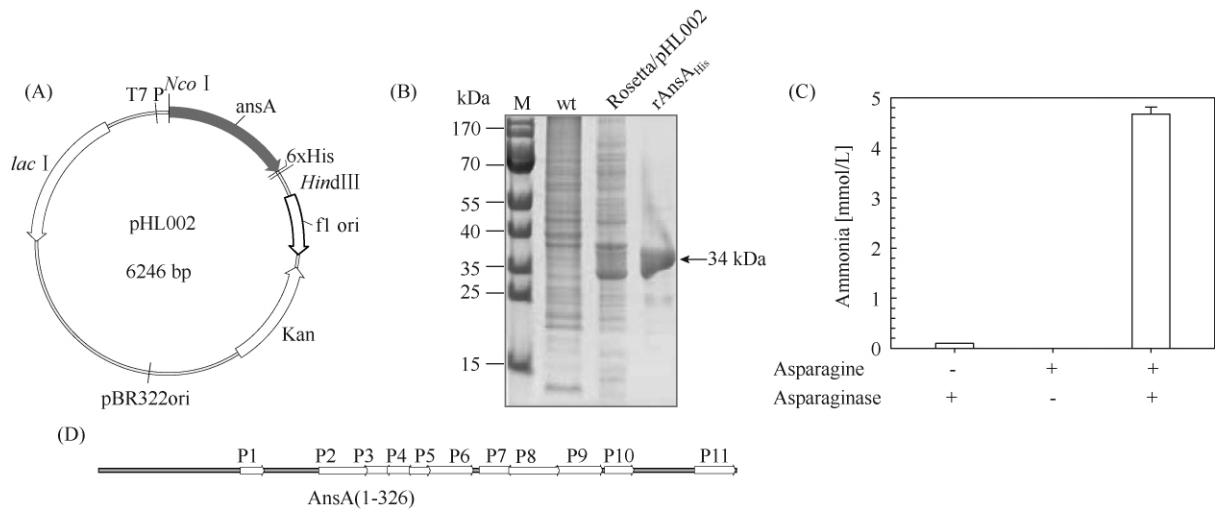 (A)
T7 P
Nco I
ansA
6xHis
HindIII
f1 ori
Kan
pBR322ori
lac I
pHL002
6246 bp
(B)
kDa
M
wt
Rosetta/pHL002
rAnsAHis
170
70
55
40
35
25
15
34 kDa
(C)
Ammonia [mmol/L]
5
4
3
2
1
0
Asparagine - + +
Asparaginase + - +
(D)
P1 P2 P3 P4 P5 P6 P7 P8 P9 P10 P11
AnsA(1-326)